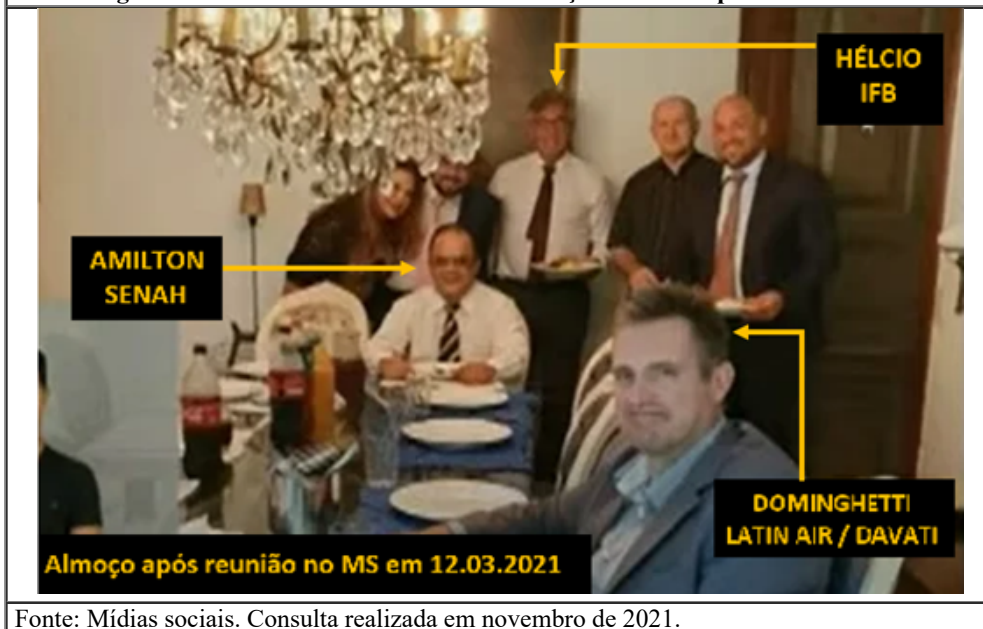 HÉLCIO
IFB
AMILTON
SENAH
DOMINGHETTI
LATIN AIR / DAVATI
Almoço após reunião no MS em 12.03.2021
Fonte: Mídias sociais. Consulta realizada em novembro de 2021.